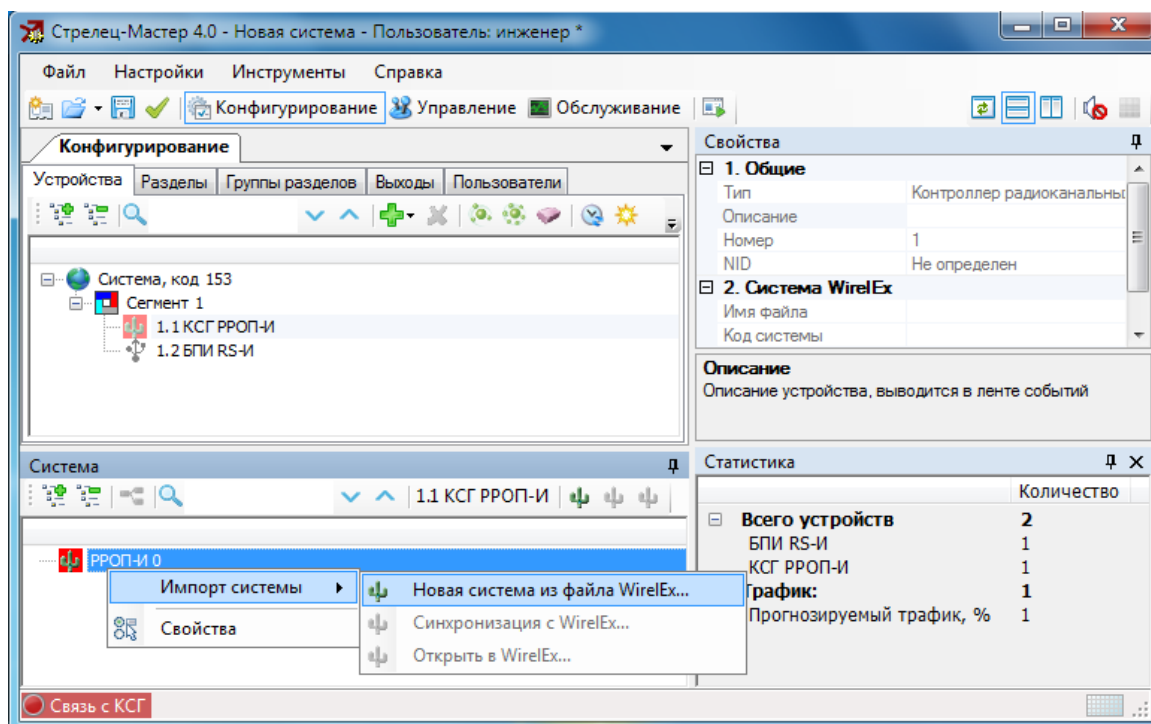 Стрелец-Мастер 4.0 - Новая система - Пользователь: инженер *
Файл Настройки Инструменты Справка
Конфигурирование Управление Обслуживание
Конфигурирование
Устройства Разделы Группы разделов Выходы Пользователи
Система, код 153
Сегмент 1
1.1 КСГ РРОП-И
1.2 БПИ RS-И
Свойства
1. Общие
Тип Контроллер радиоканальных
Описание
Номер 1
NID Не определен
2. Система WirelEx
Имя файла
Код системы
Описание
Описание устройства, выводится в ленте событий
Система
1.1 КСГ РРОП-И
РРОП-И 0
Импорт системы
Свойства
Новая система из файла WirelEx...
Синхронизация с WirelEx...
Открыть в WirelEx...
Статистика
Количество
Всего устройств 2
БПИ RS-И 1
КСГ РРОП-И 1
Трафик: 1
Прогнозируемый трафик, % 1
Связь с КСГ